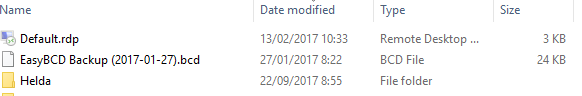 Name Date modified Type Size
Default.rdp 13/02/2017 10:33 Remote Desktop ... 3 KB
EasyBCD Backup (2017-01-27).bcd 27/01/2017 8:22 BCD File 24 KB
Helda 22/09/2017 8:55 File folder